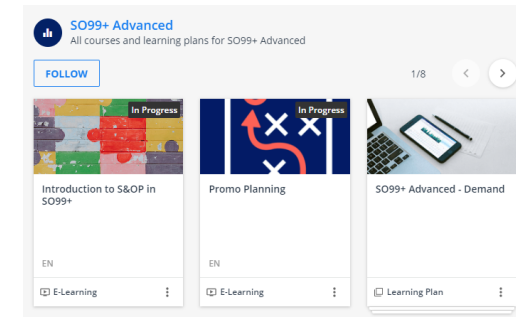 SO99+ Advanced
All courses and learning plans for SO99+ Advanced
FOLLOW
1/8
In Progress
Introduction to S&OP in
SO99+
EN
E-Learning
In Progress
Promo Planning
EN
E-Learning
SO99+ Advanced - Demand
Learning Plan